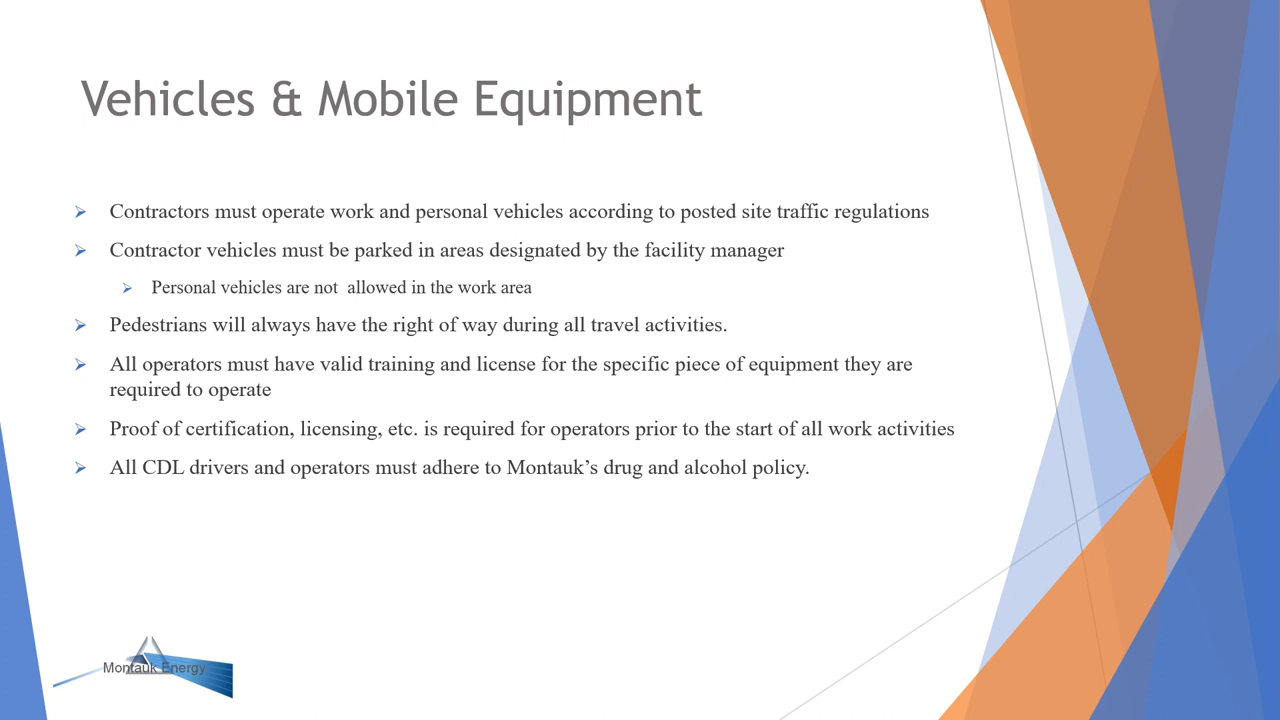 Vehicles & Mobile Equipment
Contractors must operate work and personal vehicles according to posted site traffic regulations
Contractor vehicles must be parked in areas designated by the facility manager
Personal vehicles are not  allowed in the work area
Pedestrians will always have the right of way during all travel activities.
All operators must have valid training and license for the specific piece of equipment they are
required to operate
Proof of certification, licensing, etc. is required for operators prior to the start of all work activities
All CDL drivers and operators must adhere to Montauk’s drug and alcohol policy.
Montauk Energy